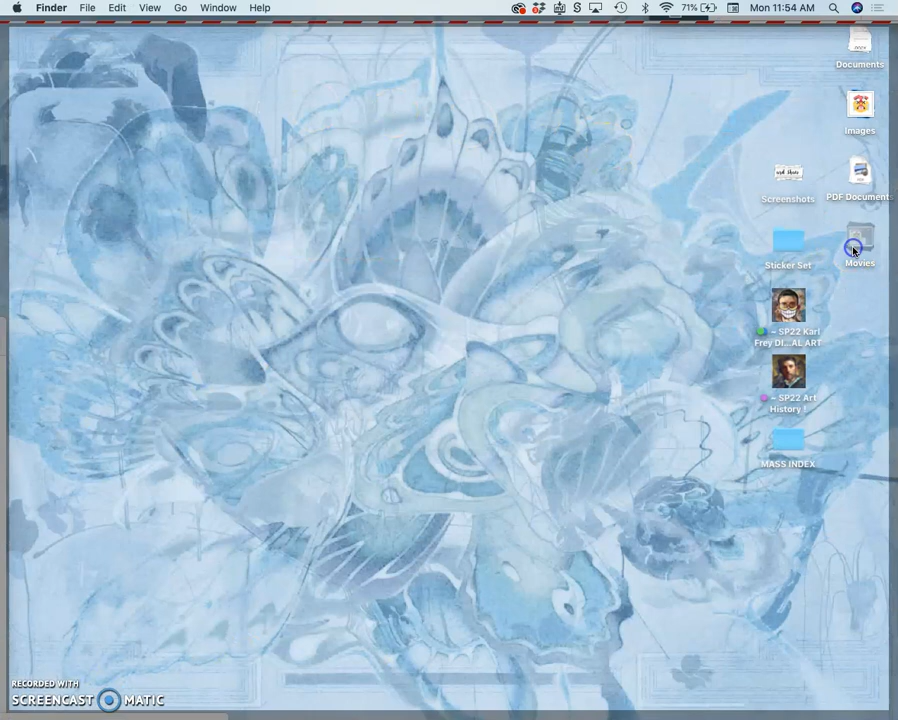 Finder File Edit View Go Window Help 71% Mon 11:54 AM
Documents
Images
Screenshots
PDF Documents
Sticker Set
Movies
~ SP22 Karl
Frey DI...AL ART
~ SP22 Art
History !
MASS INDEX
RECORDED WITH
SCREENCAST MATIC